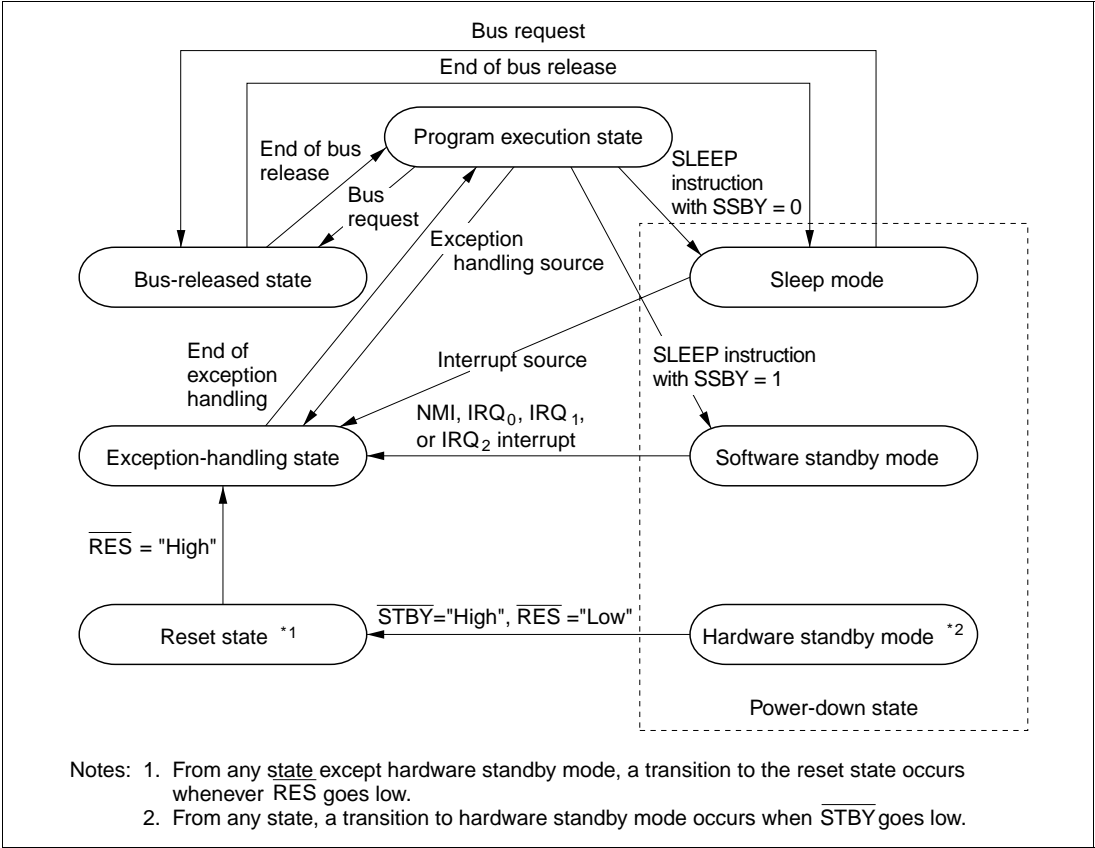 Bus request
End of bus release
Program execution state
End of bus
release
Bus
request
SLEEP
instruction
with SSBY = 0
Exception
handling source
Bus-released state
Sleep mode
End of
exception
handling
Interrupt source
SLEEP instruction
with SSBY = 1
NMI, IRQ0, IRQ1,
or IRQ2 interrupt
Exception-handling state
Software standby mode
RES = "High"
STBY="High", RES ="Low"
Reset state *1
Hardware standby mode *2
Power-down state
Notes: 1. From any state except hardware standby mode, a transition to the reset state occurs
whenever RES goes low.
2. From any state, a transition to hardware standby mode occurs when STBY goes low.